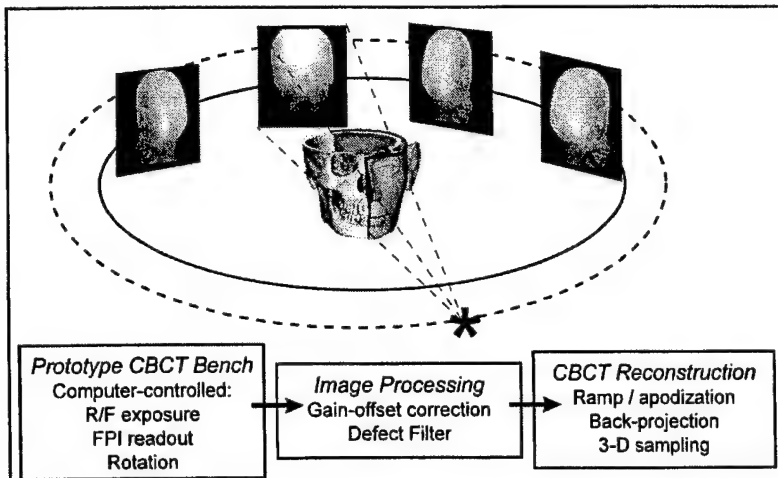 Prototype CBCT Bench
Computer-controlled:
R/F exposure
FPI readout
Rotation
Image Processing
Gain-offset correction
Defect Filter
CBCT Reconstruction
Ramp / apodization
Back-projection
3-D sampling